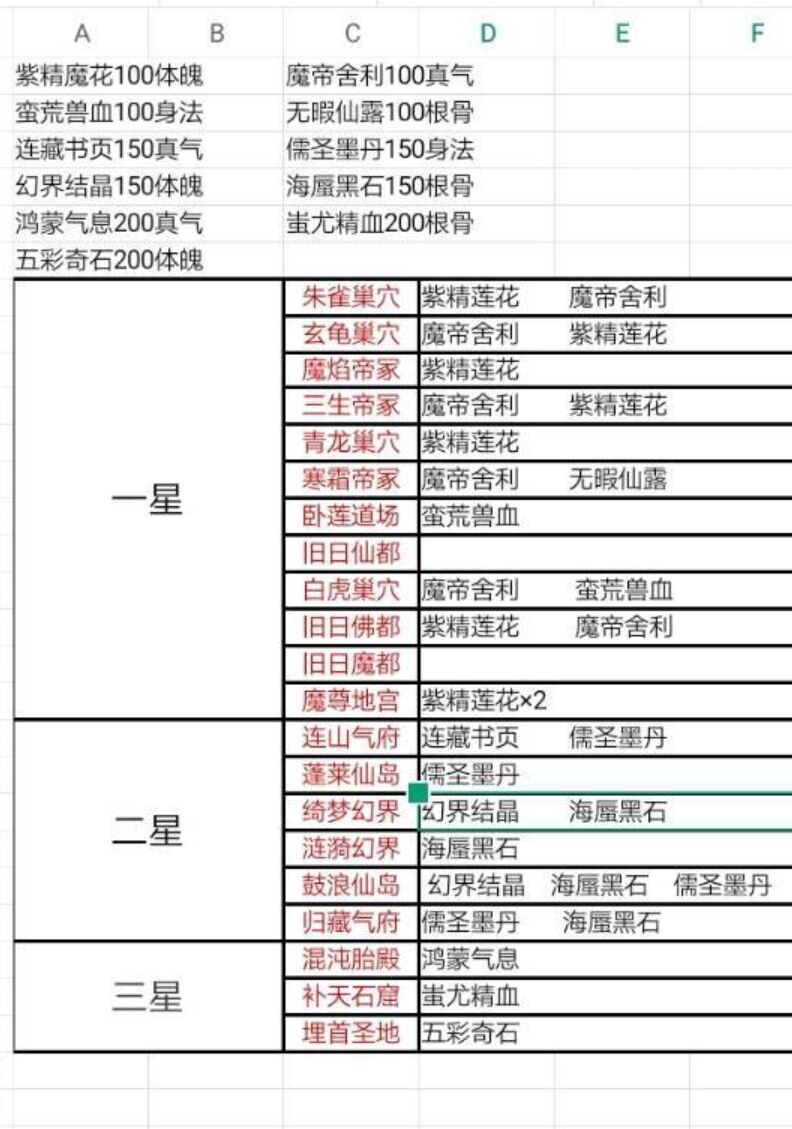 A B C D E F
紫精魔花100体魄 魔帝舍利100真气
蛮荒兽血100身法 无暇仙露100根骨
连藏书页150真气 儒圣墨丹150身法
幻界结晶150体魄 海蜃黑石150根骨
鸿蒙气息200真气 蚩尤精血200根骨
五彩奇石200体魄
一星
朱雀巢穴 紫精莲花 魔帝舍利
玄龟巢穴 魔帝舍利 紫精莲花
魔焰帝冢 紫精莲花
三生帝冢 魔帝舍利 紫精莲花
青龙巢穴 紫精莲花
寒霜帝冢 魔帝舍利 无暇仙露
卧莲道场 蛮荒兽血
旧日仙都
白虎巢穴 魔帝舍利 蛮荒兽血
旧日佛都 紫精莲花 魔帝舍利
旧日魔都
魔尊地宫 紫精莲花×2
二星
连山气府 连藏书页 儒圣墨丹
蓬莱仙岛 儒圣墨丹
绮梦幻界 幻界结晶 海蜃黑石
涟漪幻界 海蜃黑石
鼓浪仙岛 幻界结晶 海蜃黑石 儒圣墨丹
归藏气府 儒圣墨丹 海蜃黑石
三星
混沌胎殿 鸿蒙气息
补天石窟 蚩尤精血
埋首圣地 五彩奇石